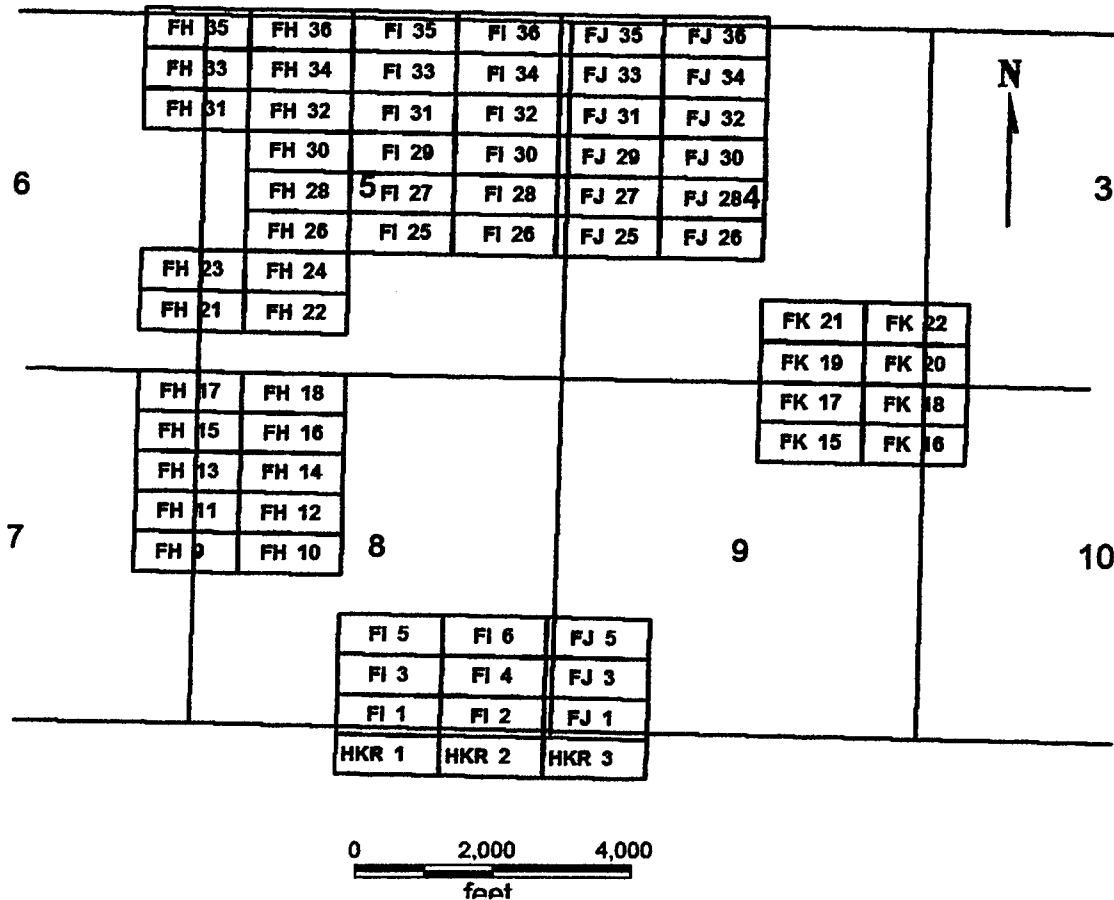 FH 35 FH 36 FI 35 FI 36 FJ 35 FJ 36
FH 33 FH 34 FI 33 FI 34 FJ 33 FJ 34
N
FH 31 FH 32 FI 31 FI 32 FJ 31 FJ 32
FH 30 FI 29 FI 30 FJ 29 FJ 30
6 FH 28 5 FI 27 FI 28 FJ 27 FJ 28 4 3
FH 26 FI 25 FI 26 FJ 25 FJ 26
FH 23 FH 24
FH 21 FH 22 FK 21 FK 22
FK 19 FK 20
FH 17 FH 18 FK 17 FK 18
FH 15 FH 16 FK 15 FK 16
FH 13 FH 14
FH 11 FH 12
7 FH 9 FH 10 8 9 10
FI 5 FI 6 FJ 5
FI 3 FI 4 FJ 3
FI 1 FI 2 FJ 1
HKR 1 HKR 2 HKR 3
0 2,000 4,000
feet